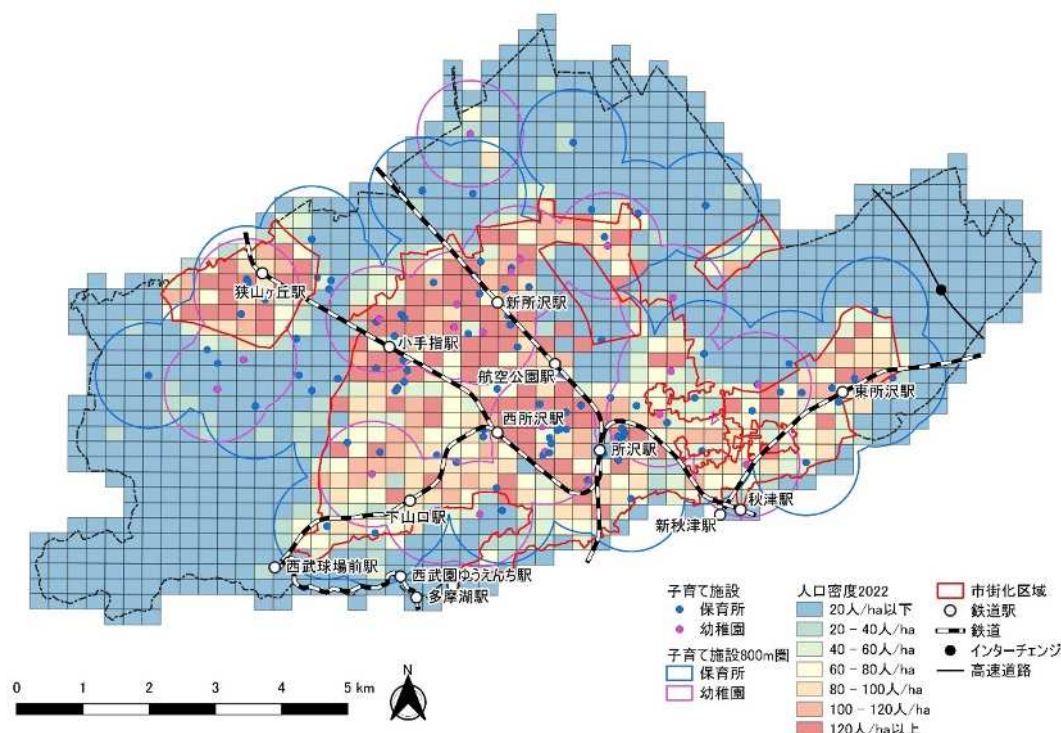 狭山ヶ丘駅
新所沢駅
小手指駅
航空公園駅
東所沢駅
西所沢駅
所沢駅
下山口駅
秋津駅
新秋津駅
西武球場前駅
西武園ゆうえんち駅
多摩湖駅
子育て施設
保育所
幼稚園
子育て施設800m圏
保育所
幼稚園
人口密度2022
20人/ha以下
20 - 40人/ha
40 - 60人/ha
60 - 80人/ha
80 - 100人/ha
100 - 120人/ha
120人/ha以上
市街化区域
鉄道駅
鉄道
インターチェンジ
高速道路
0 1 2 3 4 5 km
N